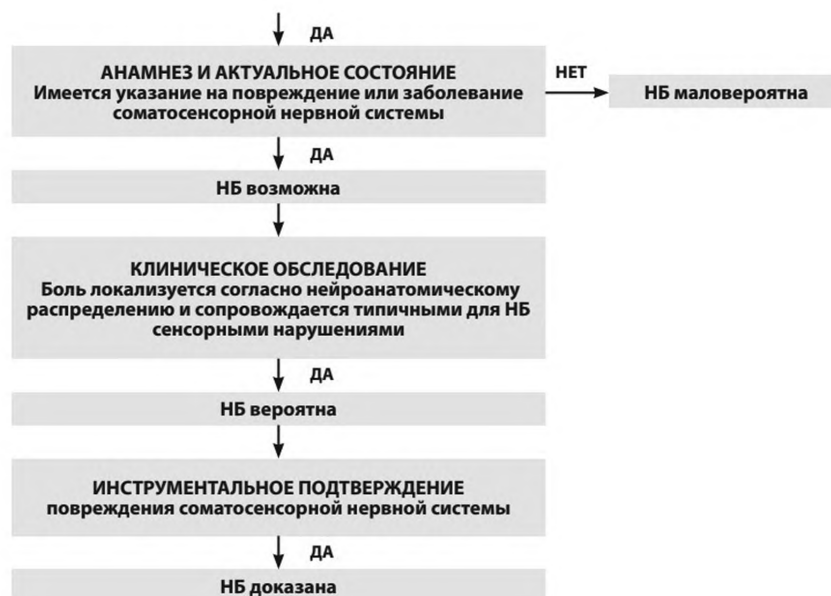 ДА
АНАМНЕЗ И АКТУАЛЬНОЕ СОСТОЯНИЕ
Имеется указание на повреждение или заболевание
соматосенсорной нервной системы
НЕТ
НБ маловероятна
ДА
НБ возможна
КЛИНИЧЕСКОЕ ОБСЛЕДОВАНИЕ
Боль локализуется согласно нейроанатомическому
распределению и сопровождается типичными для НБ
сенсорными нарушениями
ДА
НБ вероятна
ИНСТРУМЕНТАЛЬНОЕ ПОДТВЕРЖДЕНИЕ
повреждения соматосенсорной нервной системы
ДА
НБ доказана